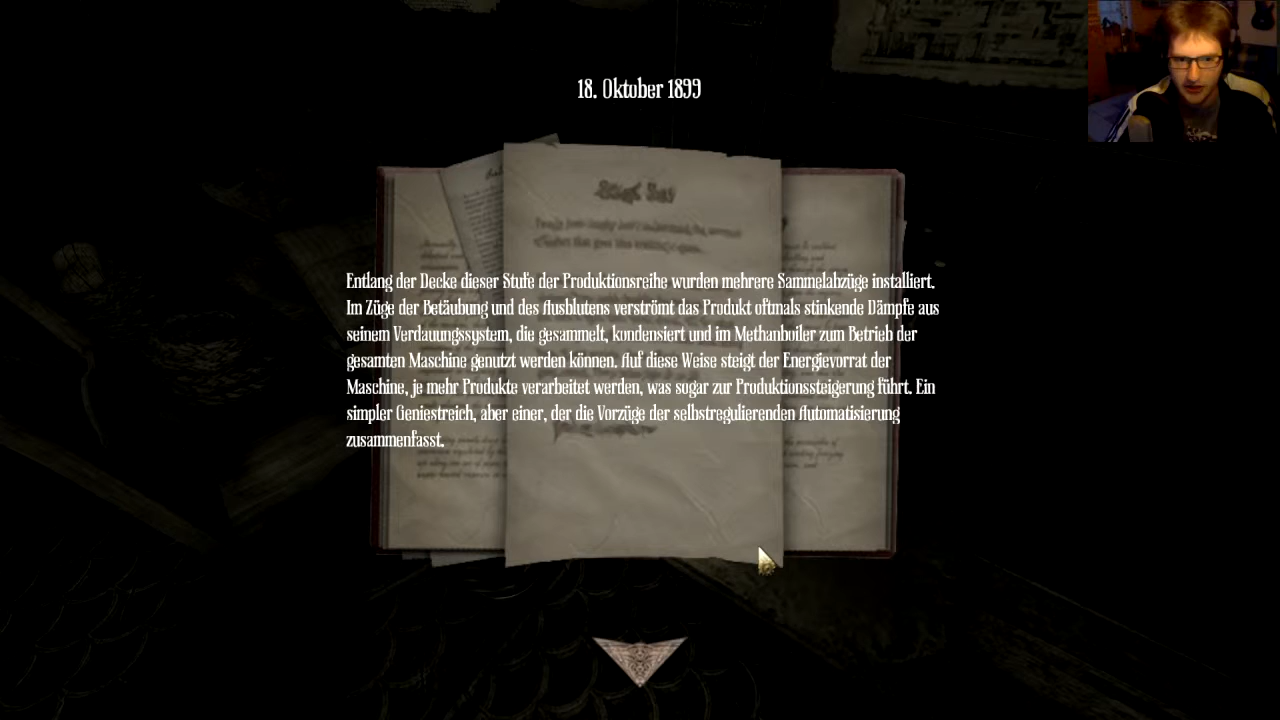 18. Oktober 1899
Entlang der Decke dieser Stufe der Produktionsreihe wurden mehrere Sammelabzüge installiert.
Im Züge der Betäubung und des Ausblutens verströmt das Produkt oftmals stinkende Dämpfe aus
seinem Verdauungssystem, die gesammelt, kondensiert und im Methanboiler zum Betrieb der
gesamten Maschine genutzt werden können. Auf diese Weise steigt der Energievorrat der
Maschine, je mehr Produkte verarbeitet werden, was sogar zur Produktionssteigerung führt. Ein
simpler Geniestreich, aber einer, der die Vorzüge der selbstregulierenden Automatisierung
zusammenfasst.